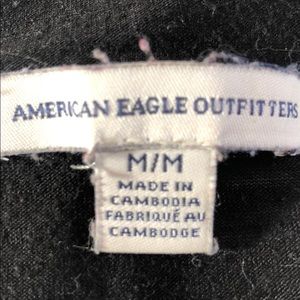 AMERICAN EAGLE OUTFITTERS
M/M
MADE IN
CAMBODIA
FABRIQUÉ AU
CAMBODGE